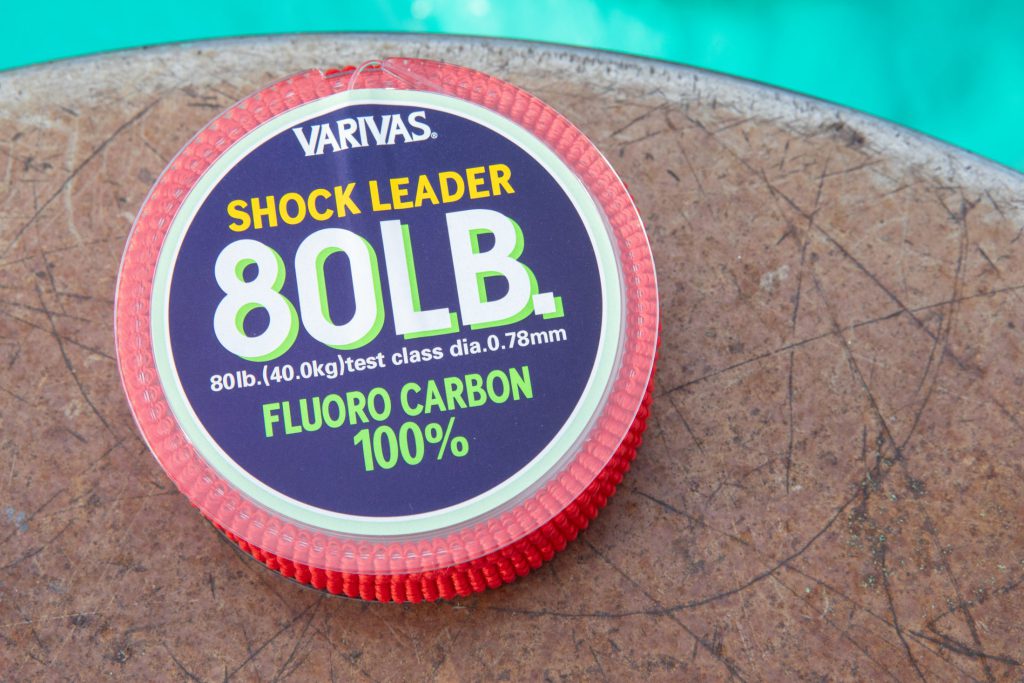 VARIVAS®
SHOCK LEADER
80LB.
80lb.(40.0kg)test class dia.0.78mm
FLUORO CARBON
100%